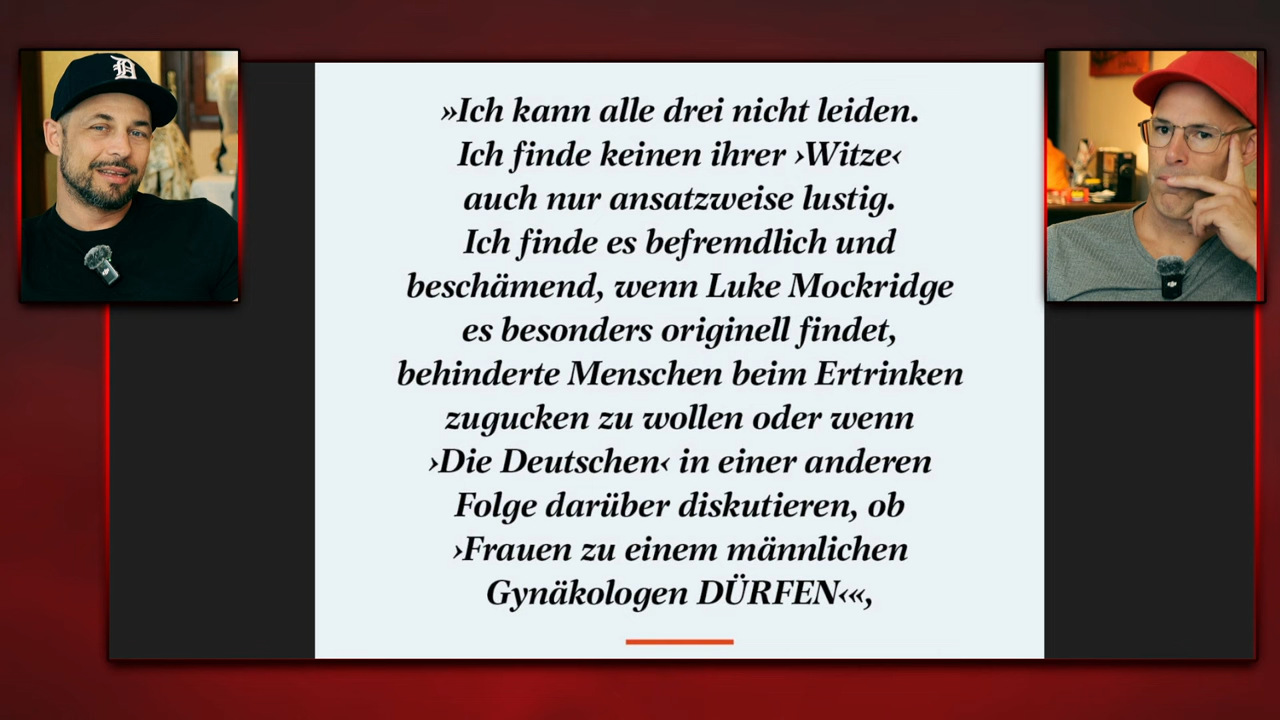 »Ich kann alle drei nicht leiden.
Ich finde keinen ihrer ›Witze‹
auch nur ansatzweise lustig.
Ich finde es befremdlich und
beschämend, wenn Luke Mockridge
es besonders originell findet,
behinderte Menschen beim Ertrinken
zugucken zu wollen oder wenn
›Die Deutschen‹ in einer anderen
Folge darüber diskutieren, ob
›Frauen zu einem männlichen
Gynäkologen DÜRFEN‹«,